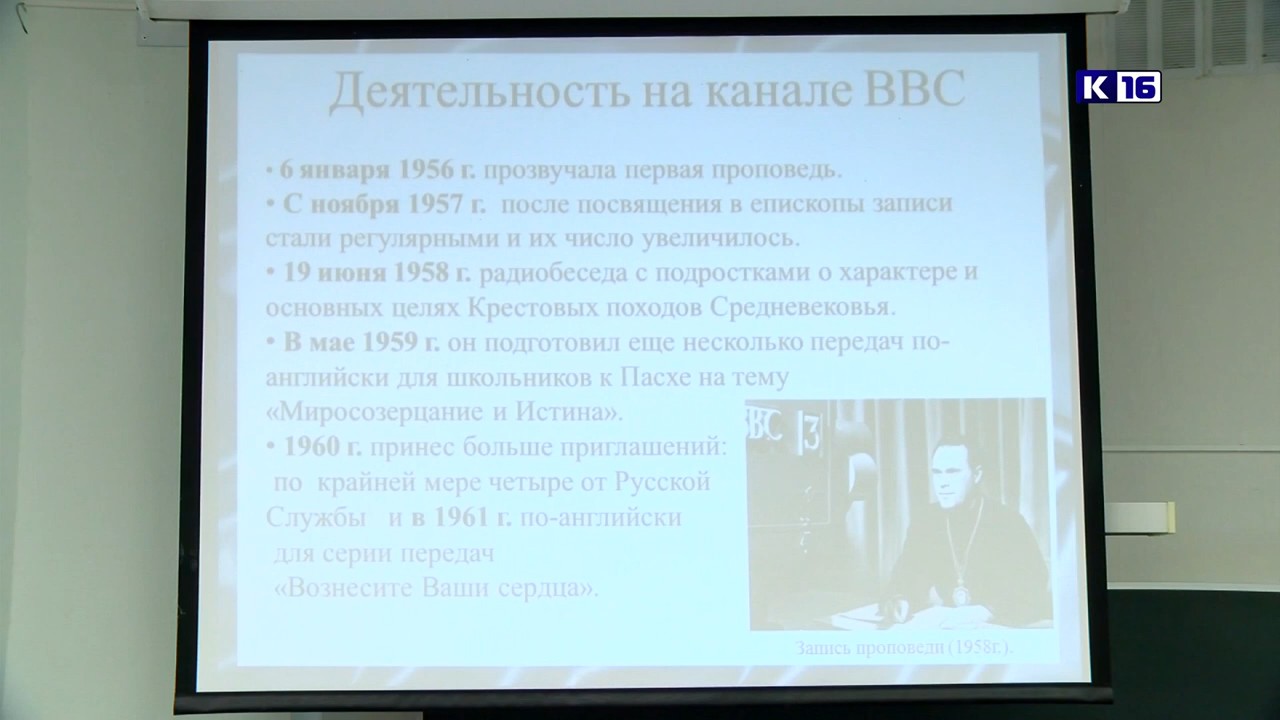 Деятельность на канале BBC
K 16
• 6 января 1956 г. прозвучала первая проповедь.
• С ноября 1957 г. после посвящения в епископы записи
стали регулярными и их число увеличилось.
• 19 июня 1958 г. радиобеседа с подростками о характере и
основных целях Крестовых походов Средневековья.
• В мае 1959 г. он подготовил еще несколько передач по-
английски для школьников к Пасхе на тему
«Миросозерцание и Истина».
• 1960 г. принес больше приглашений:
по крайней мере четыре от Русской
Службы и в 1961 г. по-английски
для серии передач
«Вознесите Ваши сердца».
BBC 13
Запись проповеди (1958г.).